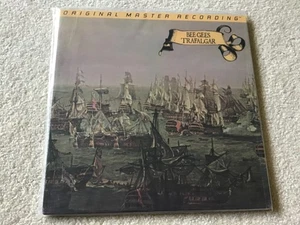 ORIGINAL MASTER RECORDING
BEE GEES
TRAFALGAR